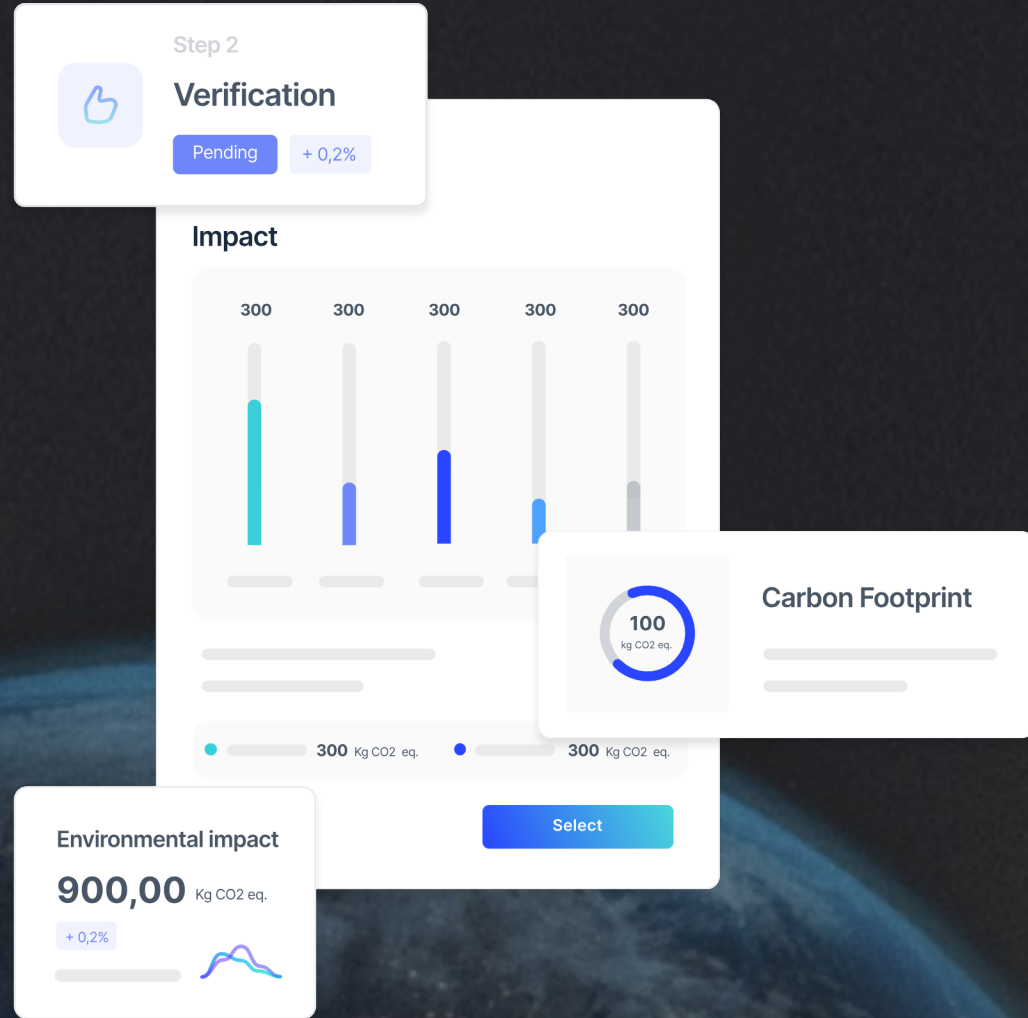 Step 2
Verification
Pending
+ 0,2%
Impact
300 300 300 300 300
100
kg CO2 eq.
Carbon Footprint
300 Kg CO2 eq.
300 Kg CO2 eq.
Select
Environmental impact
900,00 Kg CO2 eq.
+ 0,2%